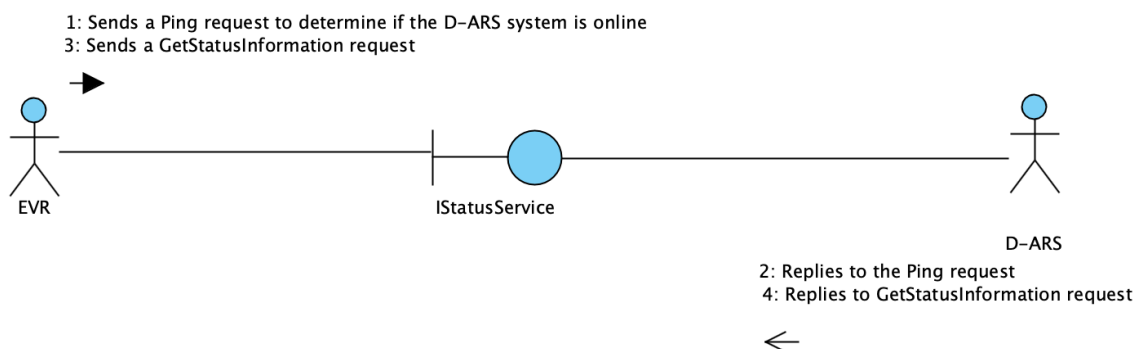 1: Sends a Ping request to determine if the D-ARS system is online
3: Sends a GetStatusInformation request
EVR
IStatusService
D-ARS
2: Replies to the Ping request
4: Replies to GetStatusInformation request